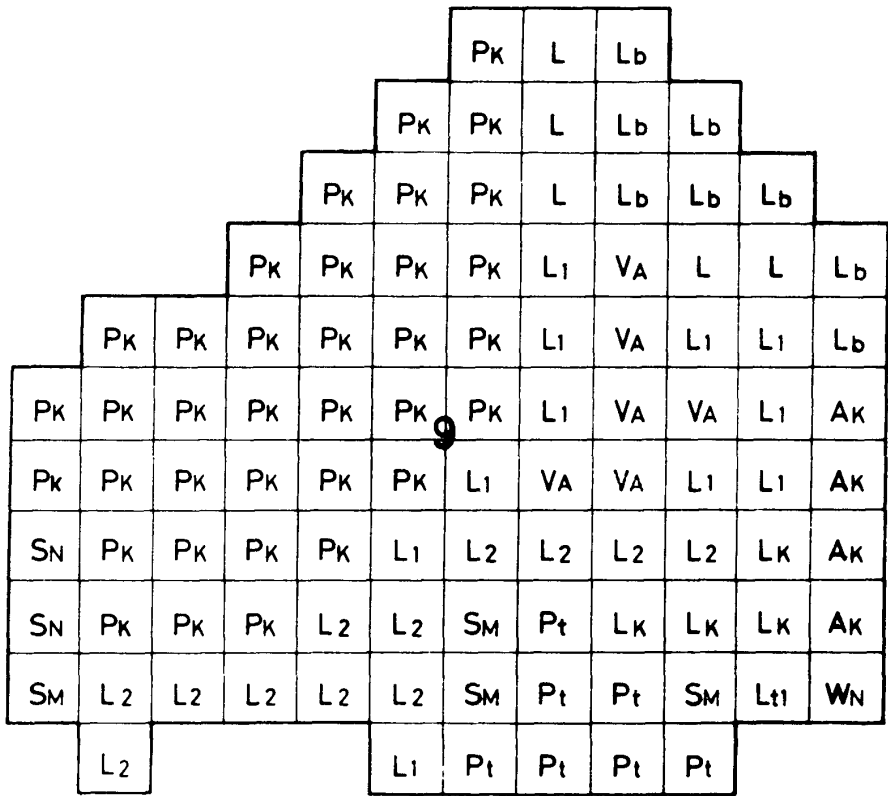 PK L Lb
PK PK L Lb Lb
PK PK PK L Lb Lb Lb
PK PK PK PK L1 VA L L Lb
PK PK PK PK PK PK L1 VA L1 L1 Lb
PK PK PK PK PK PK PK L1 VA VA L1 AK
9
Pk PK PK PK PK PK L1 VA VA L1 L1 AK
SN PK PK PK PK L1 L2 L2 L2 L2 LK AK
SN PK PK PK L2 L2 SM Pt LK LK LK AK
SM L2 L2 L2 L2 L2 SM Pt Pt SM Lt1 WN
L2 L1 Pt Pt Pt Pt